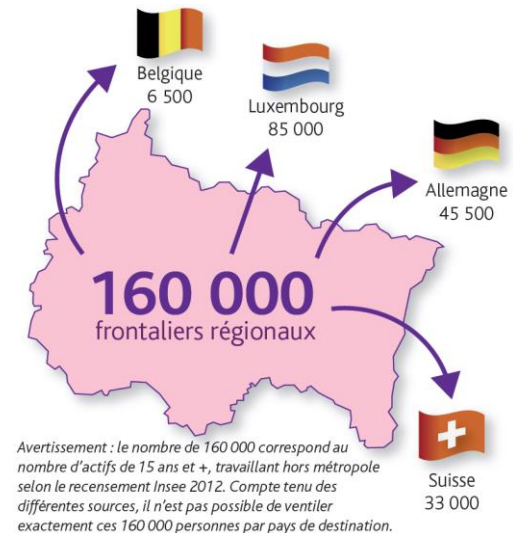 Belgique
6 500
Luxembourg
85 000
Allemagne
45 500
160 000
frontaliers régionaux
Suisse
33 000
Avertissement : le nombre de 160 000 correspond au
nombre d'actifs de 15 ans et +, travaillant hors métropole
selon le recensement Insee 2012. Compte tenu des
différentes sources, il n'est pas possible de ventiler
exactement ces 160 000 personnes par pays de destination.